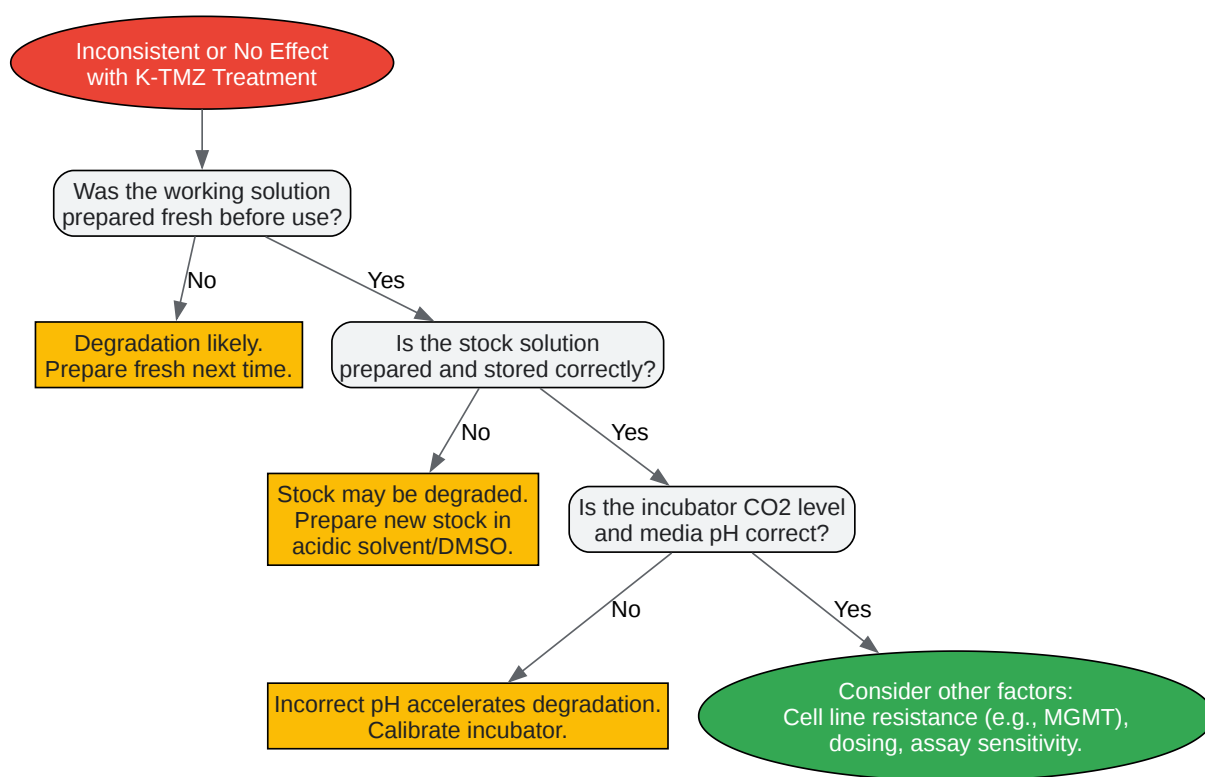 Inconsistent or No Effect
with K-TMZ Treatment
Was the working solution
prepared fresh before use?
No
Yes
Degradation likely.
Prepare fresh next time.
Is the stock solution
prepared and stored correctly?
No
Yes
Stock may be degraded.
Prepare new stock in
acidic solvent/DMSO.
Is the incubator CO2 level
and media pH correct?
No
Yes
Incorrect pH accelerates degradation.
Calibrate incubator.
Consider other factors:
Cell line resistance (e.g., MGMT),
dosing, assay sensitivity.